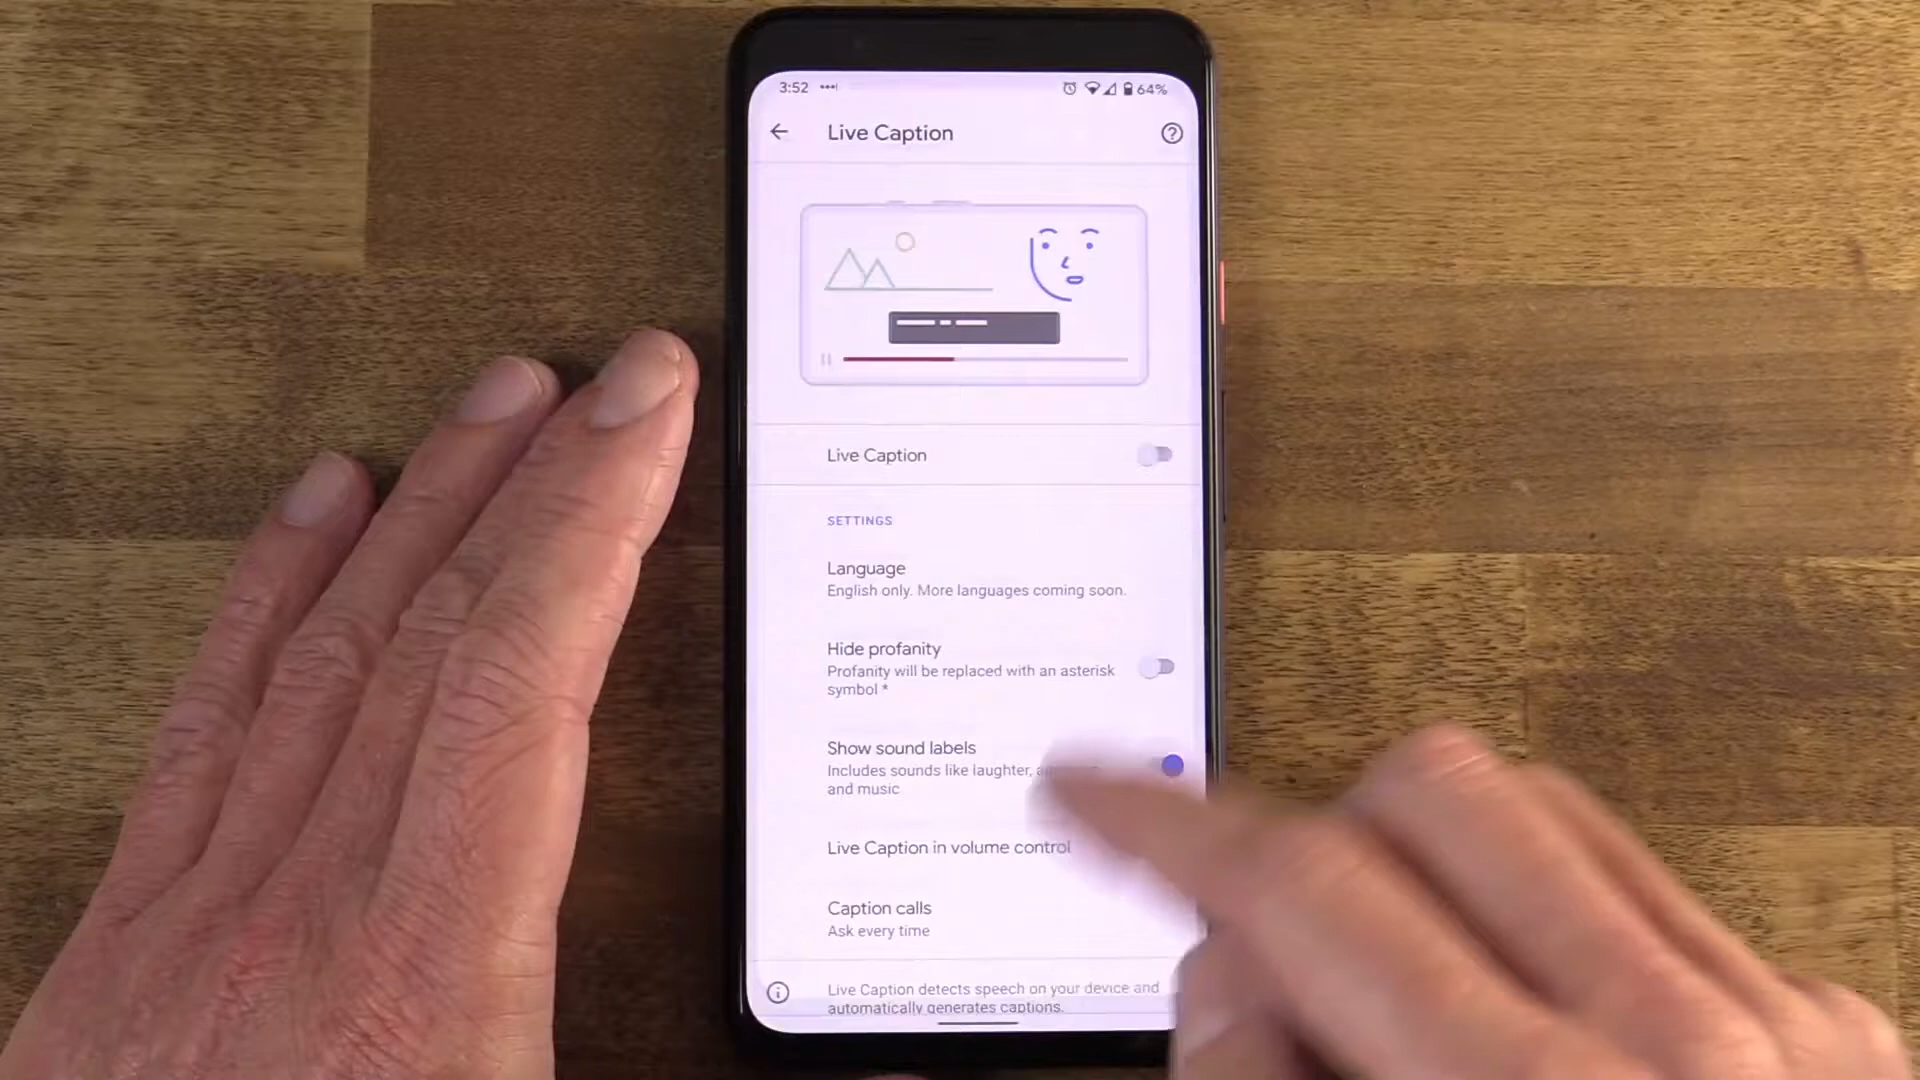 3:52
64%
Live Caption
Live Caption
SETTINGS
Language
English only. More languages coming soon.
Hide profanity
Profanity will be replaced with an asterisk
symbol *
Show sound labels
Includes sounds like laughter,
and music
Live Caption in volume control
Caption calls
Ask every time
Live Caption detects speech on your device and
automatically generates captions.